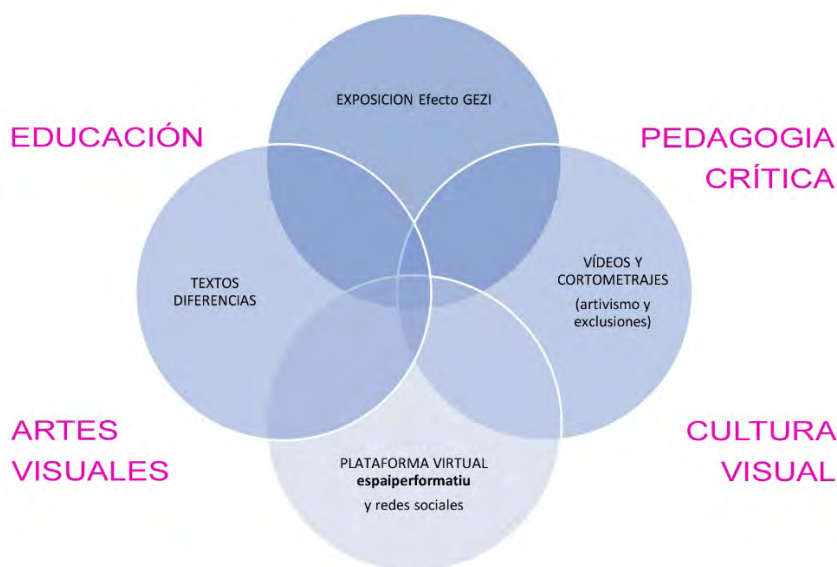 EXPOSICION Efecto GEZI
EDUCACIÓN
PEDAGOGIA
CRÍTICA
TEXTOS
DIFERENCIAS
VÍDEOS Y
CORTOMETRAJES
(artivismo y
exclusiones)
ARTES
VISUALES
PLATAFORMA VIRTUAL
espaiperformatiu
y redes sociales
CULTURA
VISUAL